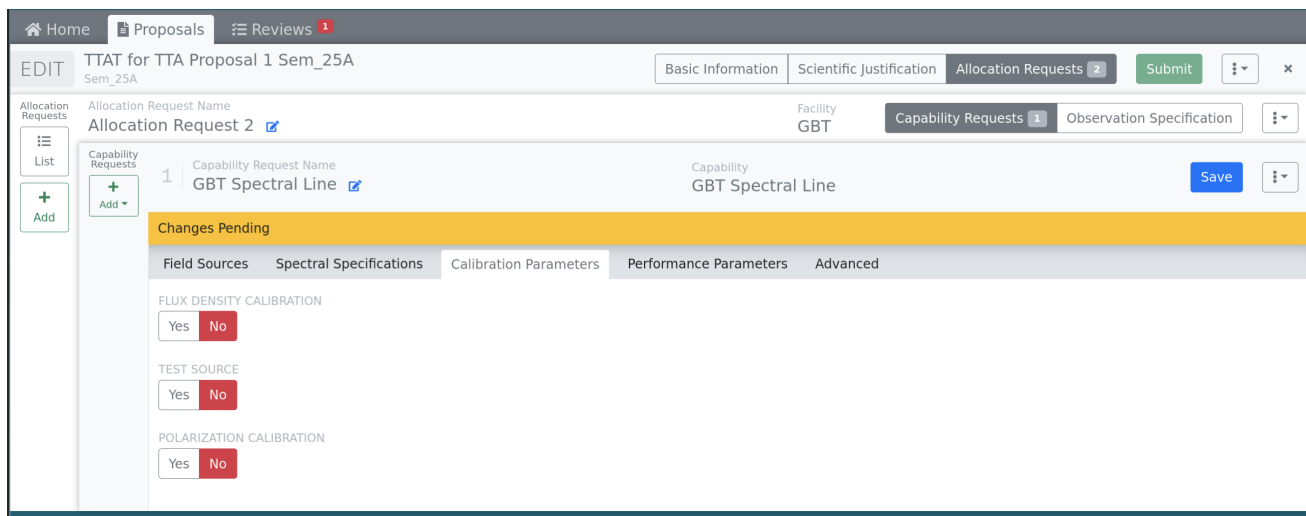 Home Proposals Reviews 1
EDIT TTAT for TTA Proposal 1 Sem_25A Basic Information Scientific Justification Allocation Requests 2 Submit
Sem_25A
Allocation Requests
List
Add
Allocation Request Name Facility
Allocation Request 2 GBT Capability Requests 1 Observation Specification
Capability Requests
Add
1 Capability Request Name Capability
GBT Spectral Line GBT Spectral Line Save
Changes Pending
Field Sources Spectral Specifications Calibration Parameters Performance Parameters Advanced
FLUX DENSITY CALIBRATION
Yes No
TEST SOURCE
Yes No
POLARIZATION CALIBRATION
Yes No